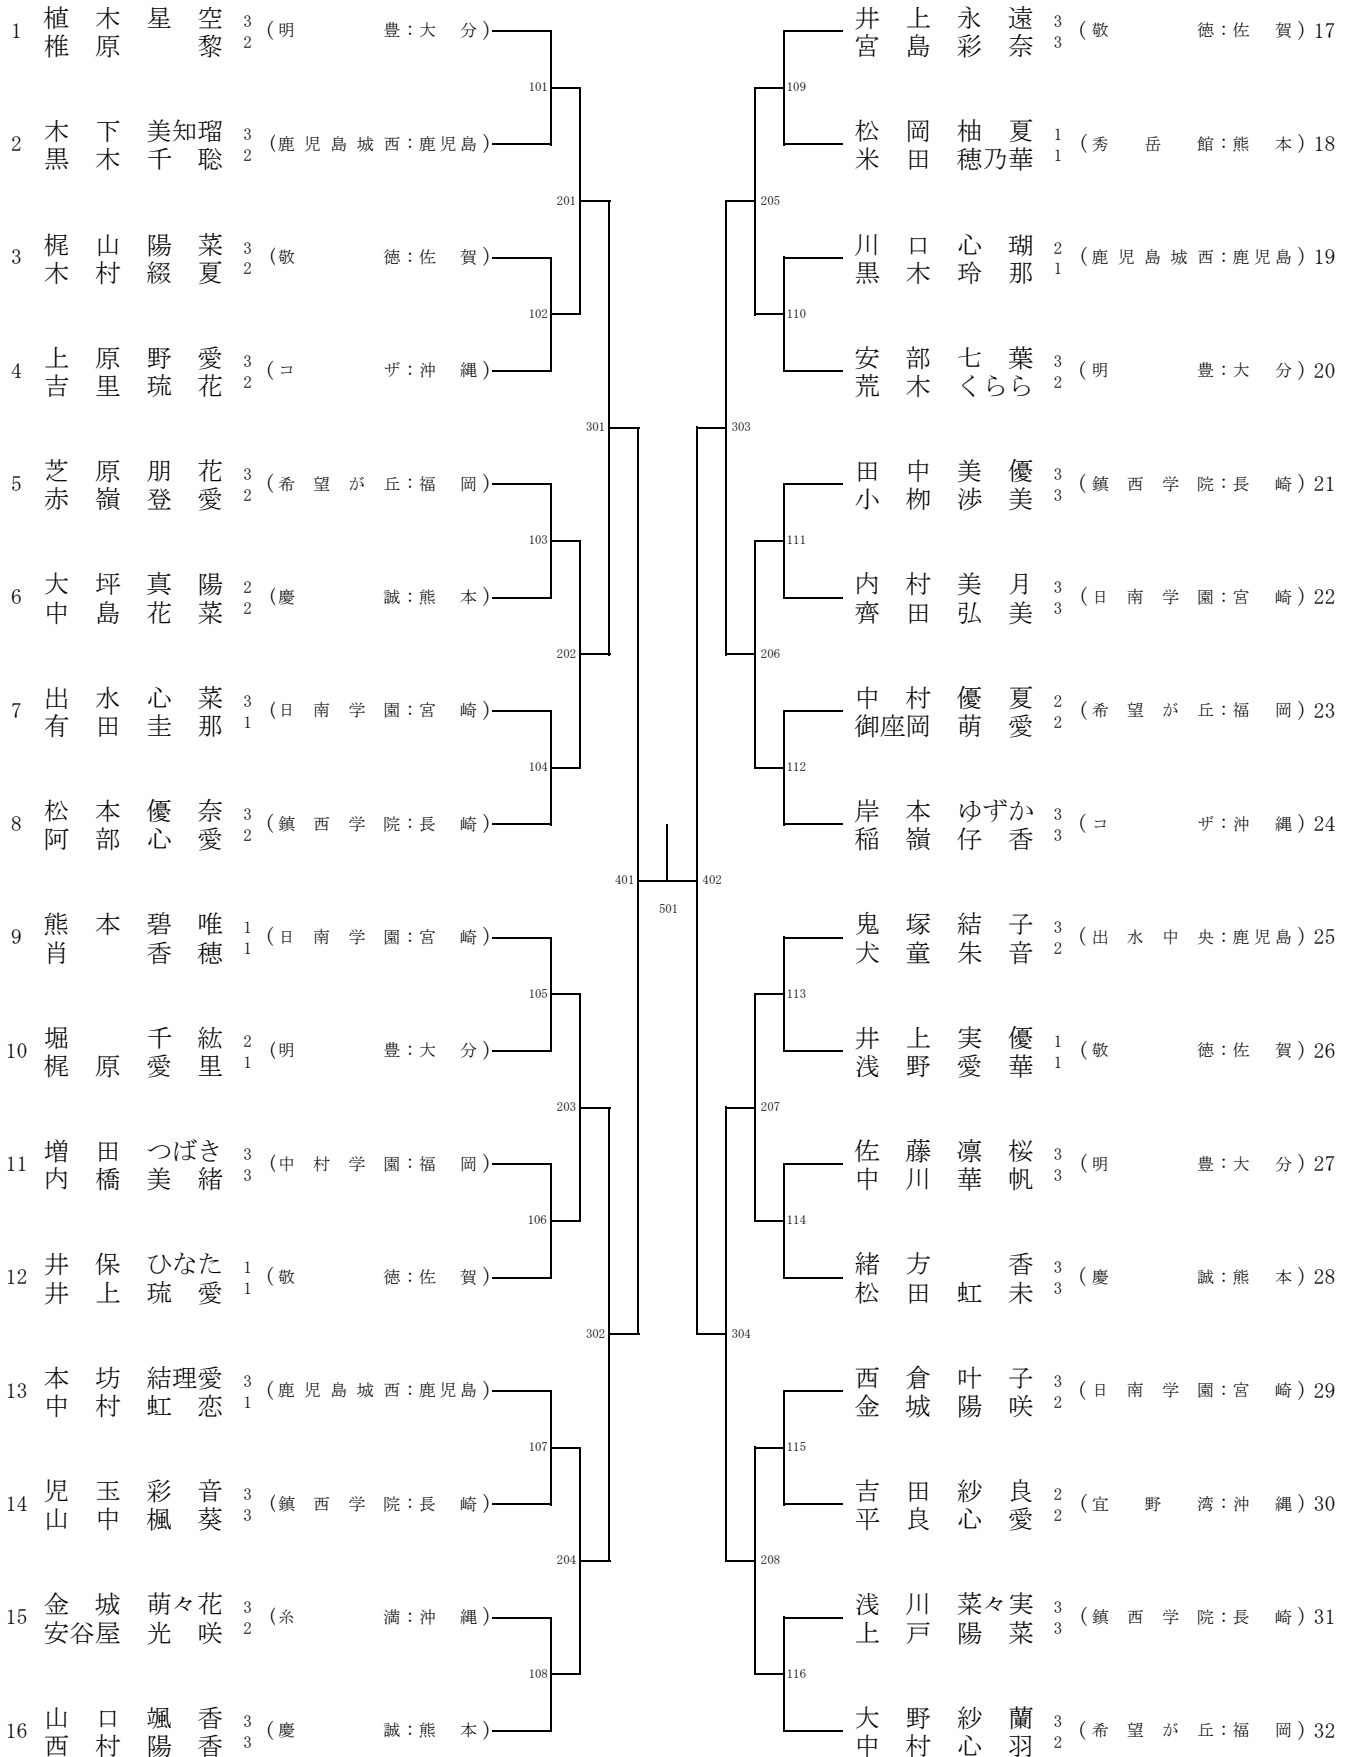 1 植木星空 3 (明豊:大分)
椎原黎 2
101
2 木下美知瑠 3 (鹿児島城西:鹿児島)
黒木千聡 2
201
3 梶山陽菜 3 (敬徳:佐賀)
木村綴夏 2
102
4 上原野愛 3 (コザ:沖縄)
吉里琉花 2
301
5 芝原朋花 3 (希望が丘:福岡)
赤嶺登愛 2
103
6 大坪真陽 2 (慶誠:熊本)
中島花菜 2
202
7 出水心菜 3 (日南学園:宮崎)
有田圭那 1
104
8 松本優奈 3 (鎮西学院:長崎)
阿部心愛 2
401
9 熊本碧唯 1 (日南学園:宮崎)
肖香穂 1
105
10 堀千紘 2 (明豊:大分)
梶原愛里 1
203
11 増田つばき 3 (中村学園:福岡)
内橋美緒 3
106
12 井保ひなた 1 (敬徳:佐賀)
井上琉愛 1
302
13 本坊結理愛 3 (鹿児島城西:鹿児島)
中村虹恋 1
107
14 児玉彩音 3 (鎮西学院:長崎)
山中楓葵 3
204
15 金城萌々花 3 (糸満:沖縄)
安谷屋光咲 2
108
16 山口颯香 3 (慶誠:熊本)
西村陽香 3
501
井上永遠 3 (敬徳:佐賀) 17
宮島彩奈 3
109
松岡柚夏 1 (秀岳館:熊本) 18
米田穂乃華 1
205
川口心瑚 2 (鹿児島城西:鹿児島) 19
黒木玲那 1
110
安部七葉 3 (明豊:大分) 20
荒木くらら 2
303
田中美優 3 (鎮西学院:長崎) 21
小栁渉美 3
111
内村美月 3 (日南学園:宮崎) 22
齊田弘美 3
206
中村優夏 2 (希望が丘:福岡) 23
御座岡萌愛 2
112
岸本ゆずか 3 (コザ:沖縄) 24
稲嶺仔香 3
402
鬼塚結子 3 (出水中央:鹿児島) 25
犬童朱音 2
113
井上実優 1 (敬徳:佐賀) 26
浅野愛華 1
207
佐藤凛桜 3 (明豊:大分) 27
中川華帆 3
114
緒方香 3 (慶誠:熊本) 28
松田虹未 3
304
西倉叶子 3 (日南学園:宮崎) 29
金城陽咲 2
115
吉田紗良 2 (宜野湾:沖縄) 30
平良心愛 2
208
浅川菜々実 3 (鎮西学院:長崎) 31
上戸陽菜 3
116
大野紗蘭 3 (希望が丘:福岡) 32
中村心羽 2